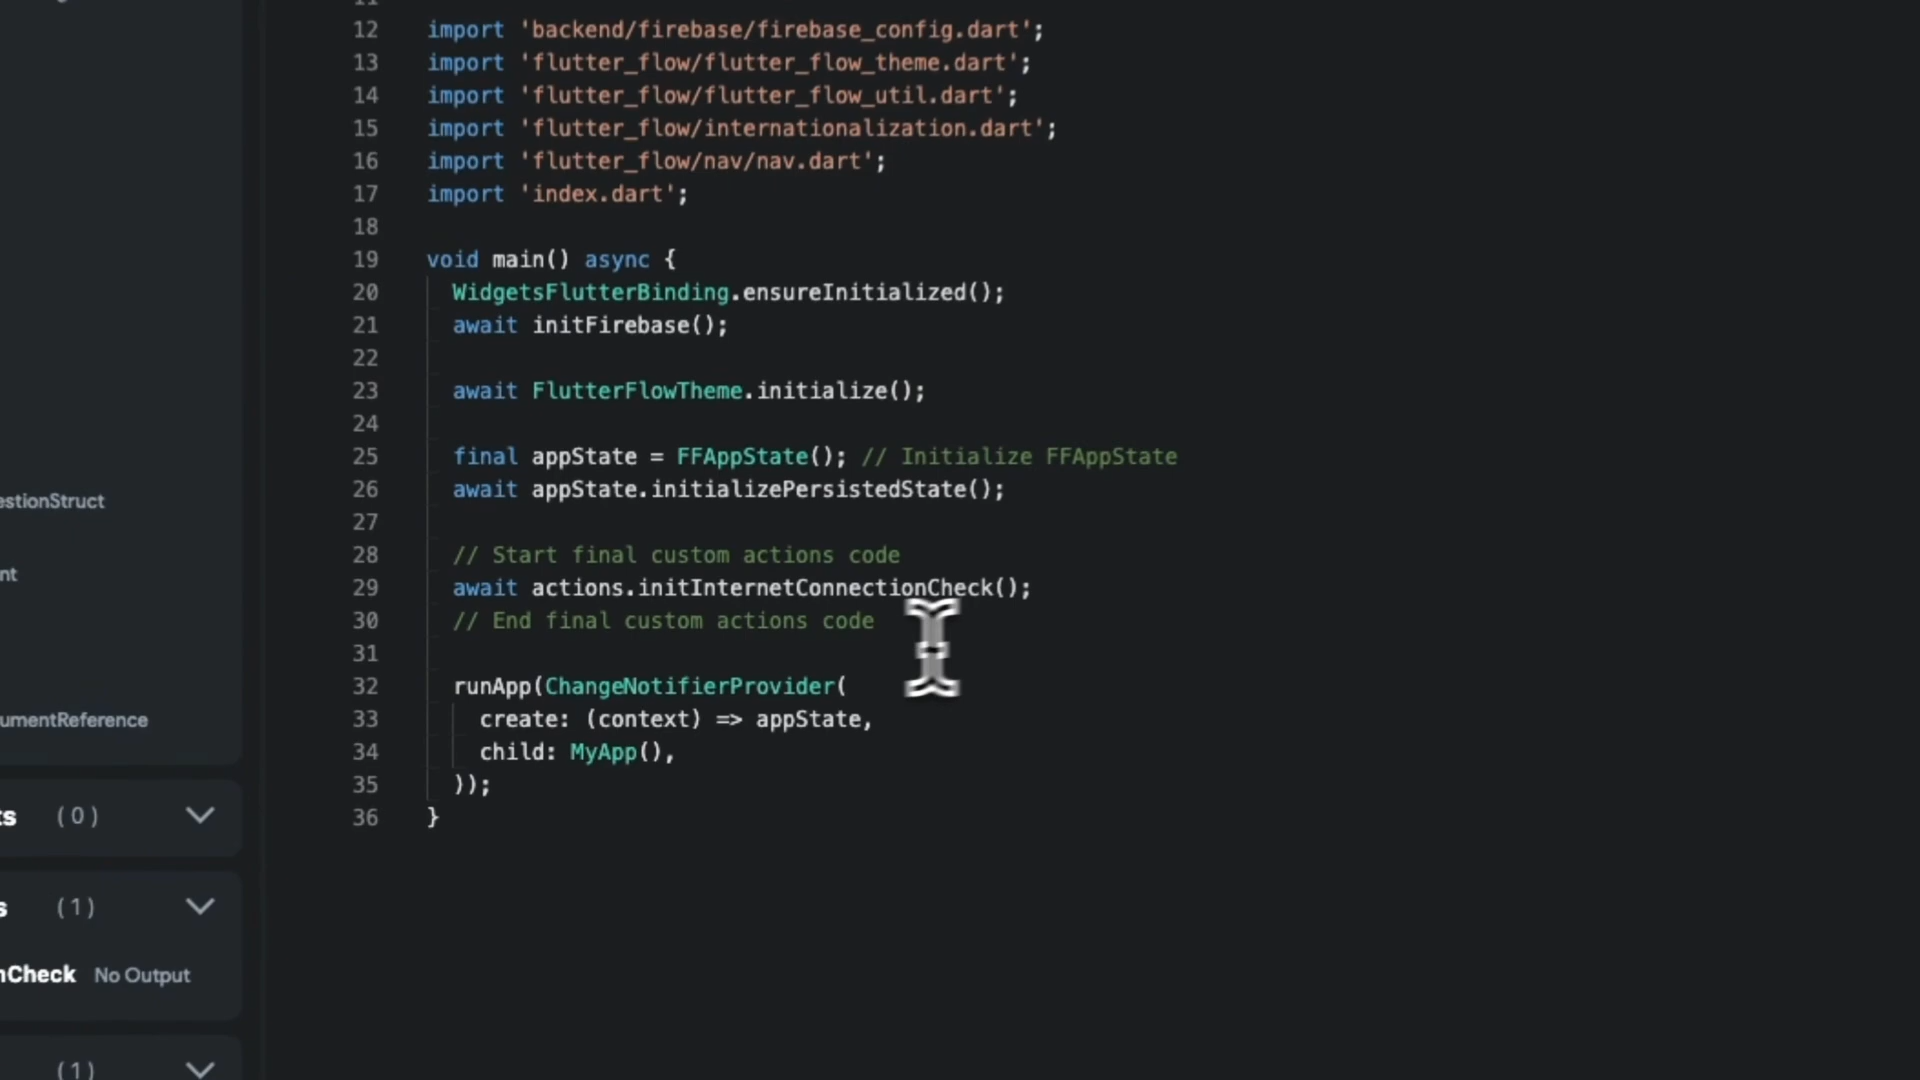 11
12 import 'backend/firebase/firebase_config.dart';
13 import 'flutter_flow/flutter_flow_theme.dart';
14 import 'flutter_flow/flutter_flow_util.dart';
15 import 'flutter_flow/internationalization.dart';
16 import 'flutter_flow/nav/nav.dart';
17 import 'index.dart';
18
19 void main() async {
20 WidgetsFlutterBinding.ensureInitialized();
21 await initFirebase();
22
23 await FlutterFlowTheme.initialize();
24
25 final appState = FFAppState(); // Initialize FFAppState
26 await appState.initializePersistedState();
27
28 // Start final custom actions code
29 await actions.initInternetConnectionCheck();
30 // End final custom actions code
31
32 runApp(ChangeNotifierProvider(
33 create: (context) => appState,
34 child: MyApp(),
35 ));
36 }
estionStruct
nt
umentReference
ts (0)
s (1)
nCheck No Output
(1)